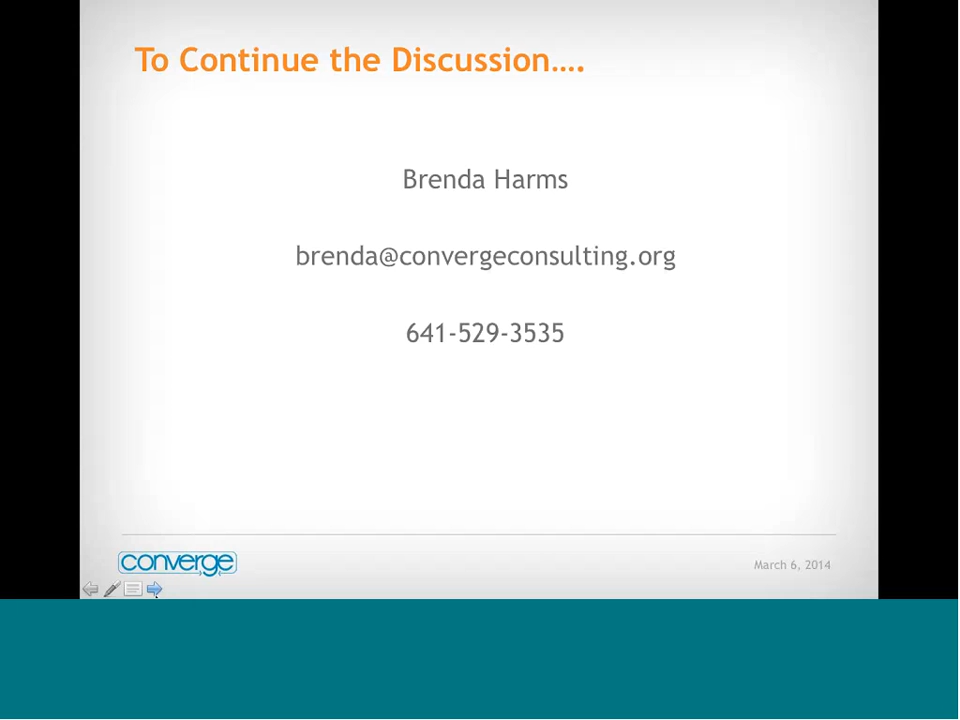 To Continue the Discussion….
Brenda Harms
brenda@convergeconsulting.org
641-529-3535
converge
March 6, 2014